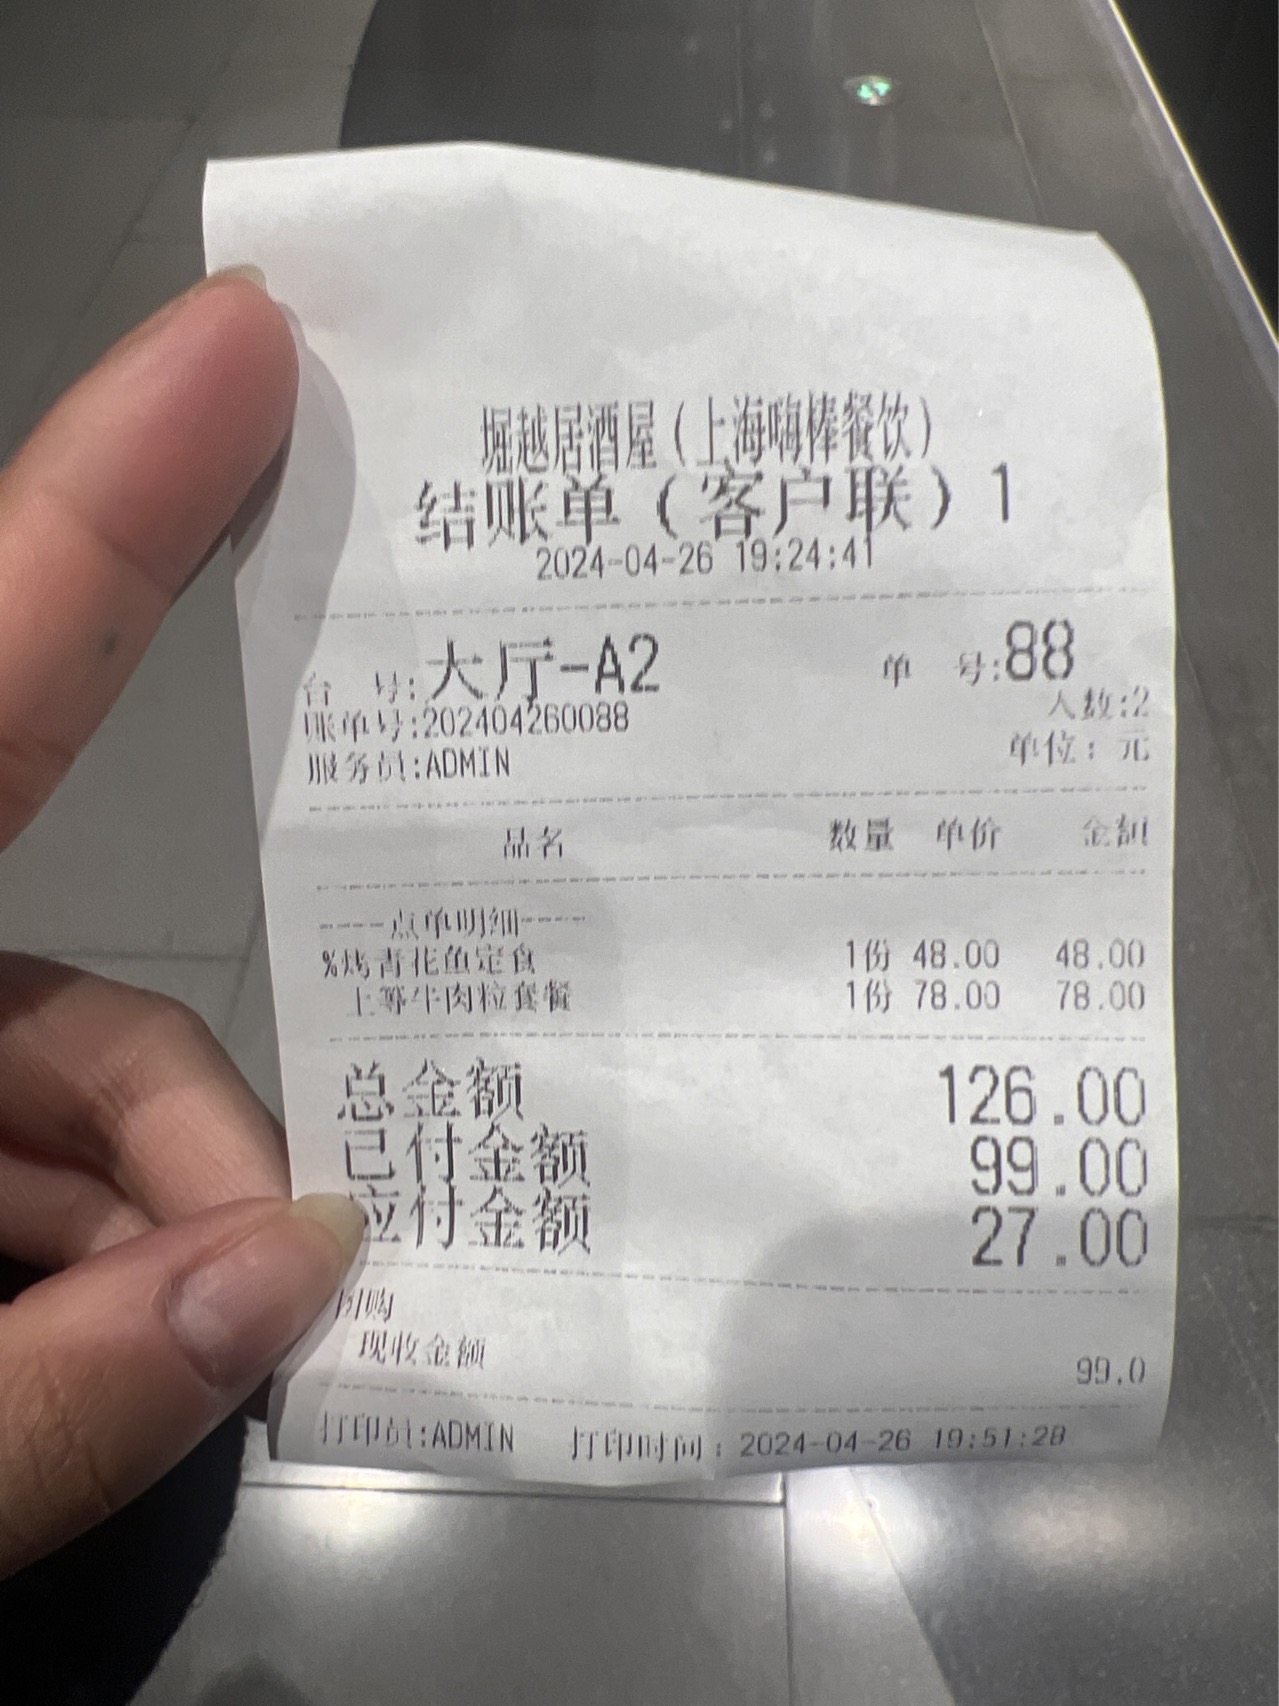 堀越居酒屋(上海嗨棒餐饮)
结账单(客户联)1
2024-04-26 19:24:41
台 号:大厅-A2 单 号:88
人数:2
账单号:202404260088
单位:元
服务员:ADMIN
品名 数量 单价 金额
----点单明细----
%烤青花鱼定食 1份 48.00 48.00
上等牛肉粒套餐 1份 78.00 78.00
总金额 126.00
已付金额 99.00
应付金额 27.00
团购
现收金额 99.0
打印员:ADMIN 打印时间:2024-04-26 19:51:28